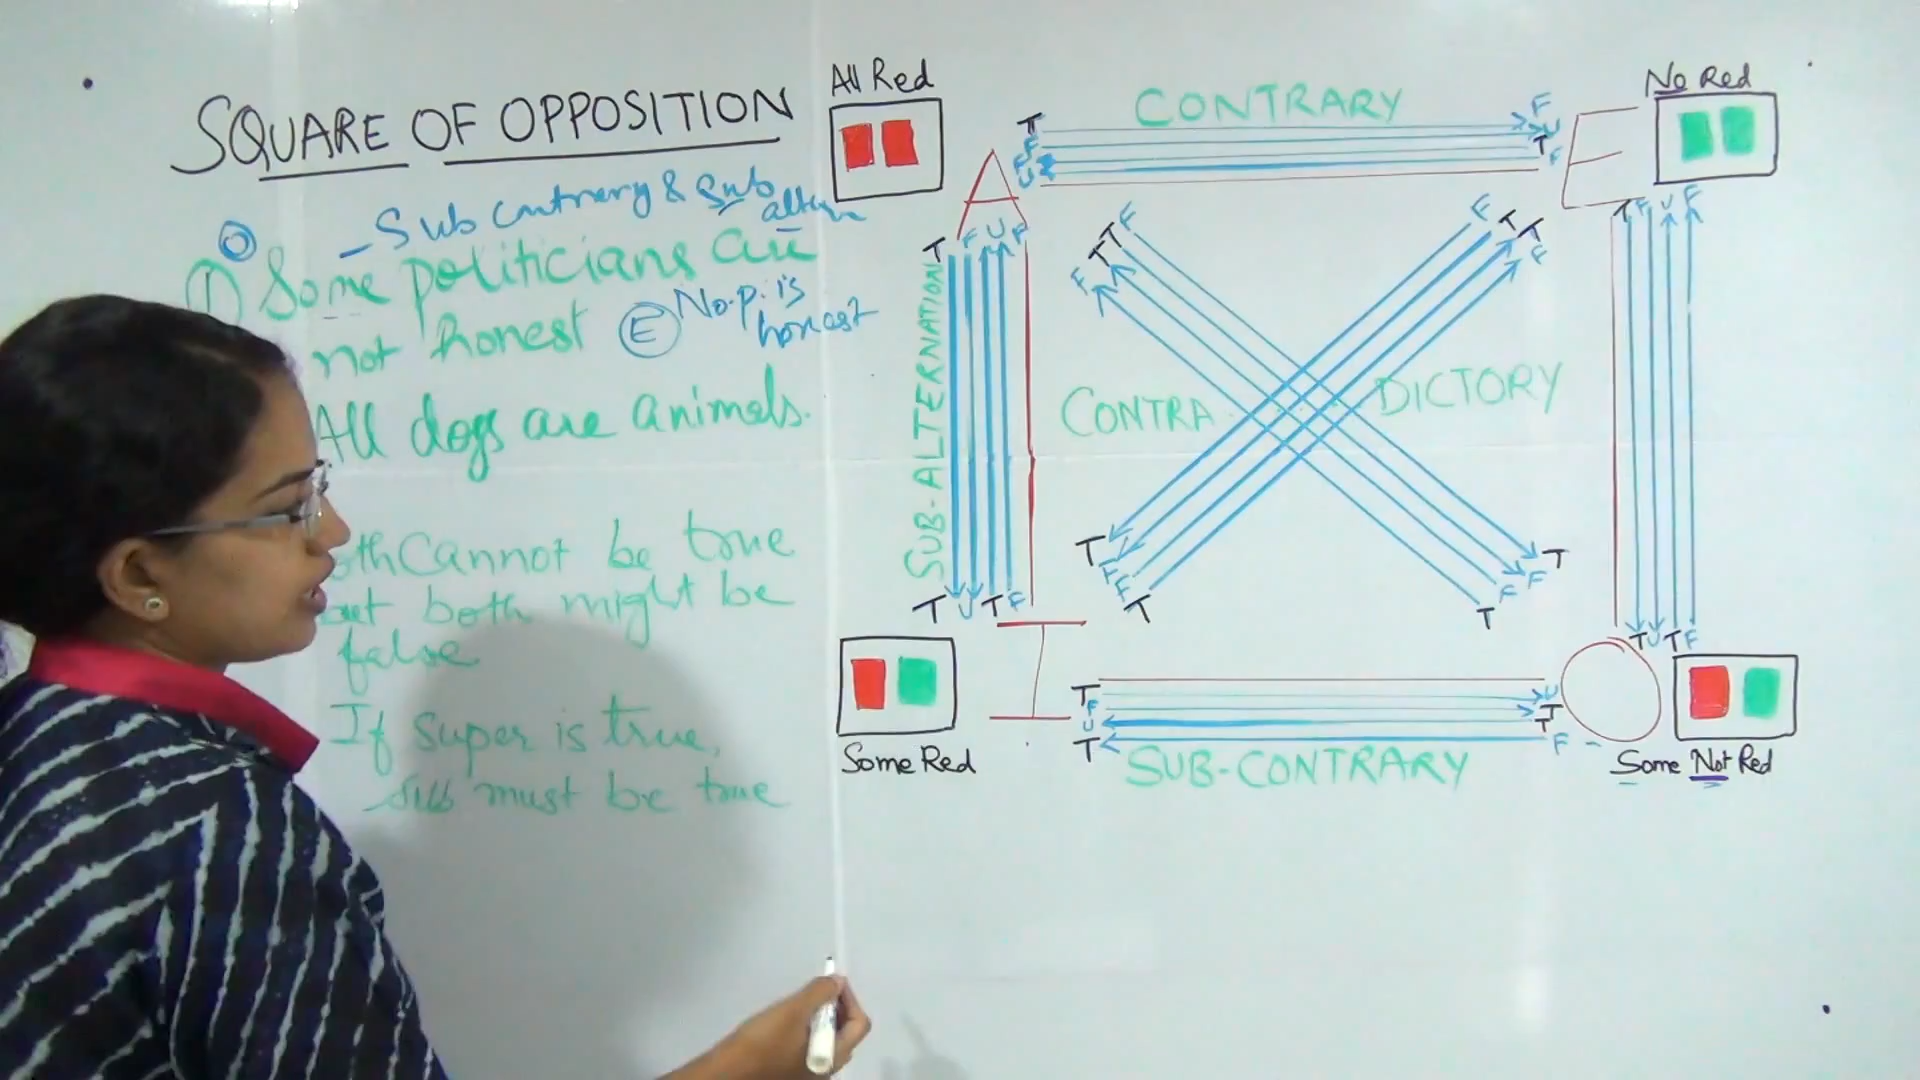 SQUARE OF OPPOSITION
O - Sub contrary & Sub
altern
1) Some politicians are
not honest E No p. is
honest
All dogs are animals.
Cannot be true
but both might be
false
If super is true,
sub must be true
All Red
No Red
CONTRARY
A
E
T F
F U
F T
U F
T F U F
T F U F
F T T F
F T T F
SUB-ALTERNATION
CONTRA DICTORY
T F F T
T F F T
T U T F
T U T F
I
O
T U
F T
U T
T F
SUB-CONTRARY
Some Red
Some Not Red